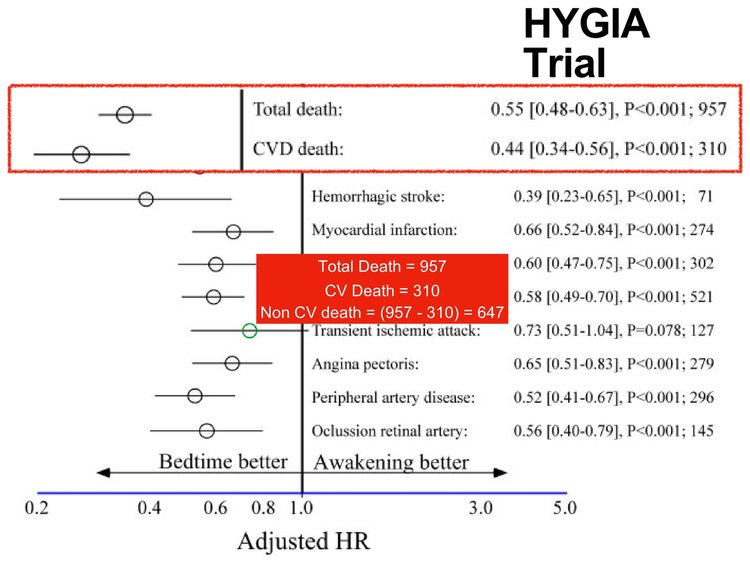 HYGIA
Trial
Total death: 0.55 [0.48-0.63], P<0.001; 957
CVD death: 0.44 [0.34-0.56], P<0.001; 310
Hemorrhagic stroke: 0.39 [0.23-0.65], P<0.001; 71
Myocardial infarction: 0.66 [0.52-0.84], P<0.001; 274
0.60 [0.47-0.75], P<0.001; 302
0.58 [0.49-0.70], P<0.001; 521
Total Death = 957
CV Death = 310
Non CV death = (957 - 310) = 647
Transient ischemic attack: 0.73 [0.51-1.04], P=0.078; 127
Angina pectoris: 0.65 [0.51-0.83], P<0.001; 279
Peripheral artery disease: 0.52 [0.41-0.67], P<0.001; 296
Oclussion retinal artery: 0.56 [0.40-0.79], P<0.001; 145
Bedtime better Awakening better
0.2 0.4 0.6 0.8 1.0 3.0 5.0
Adjusted HR